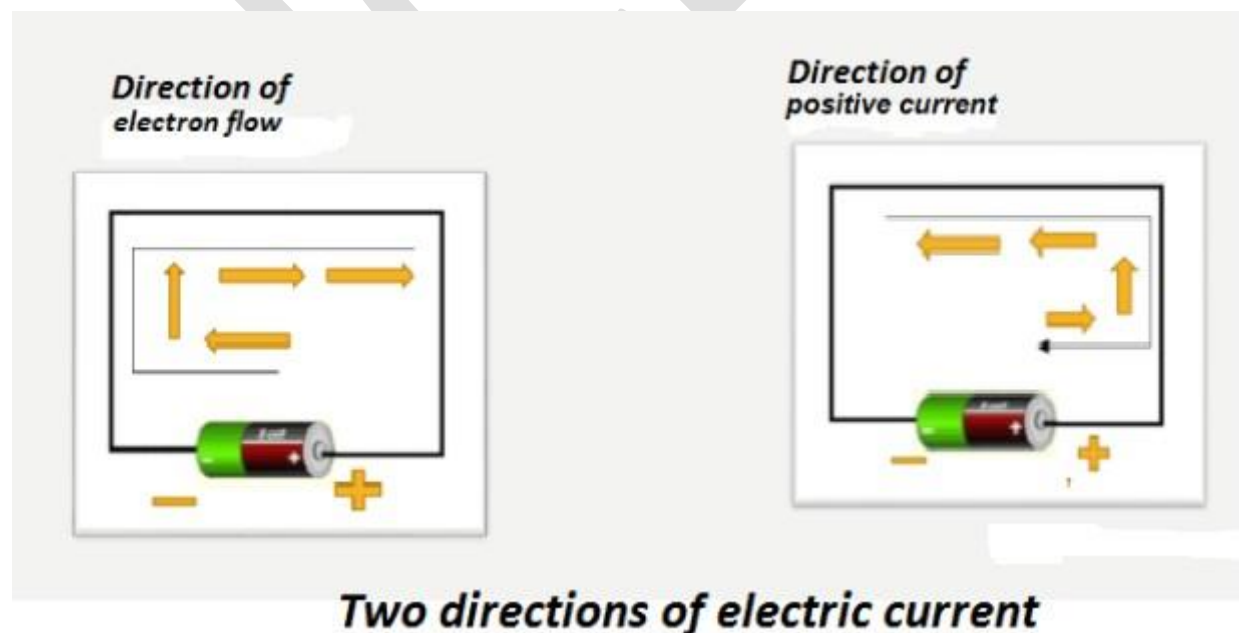 Direction of
electron flow
Direction of
positive current
Two directions of electric current